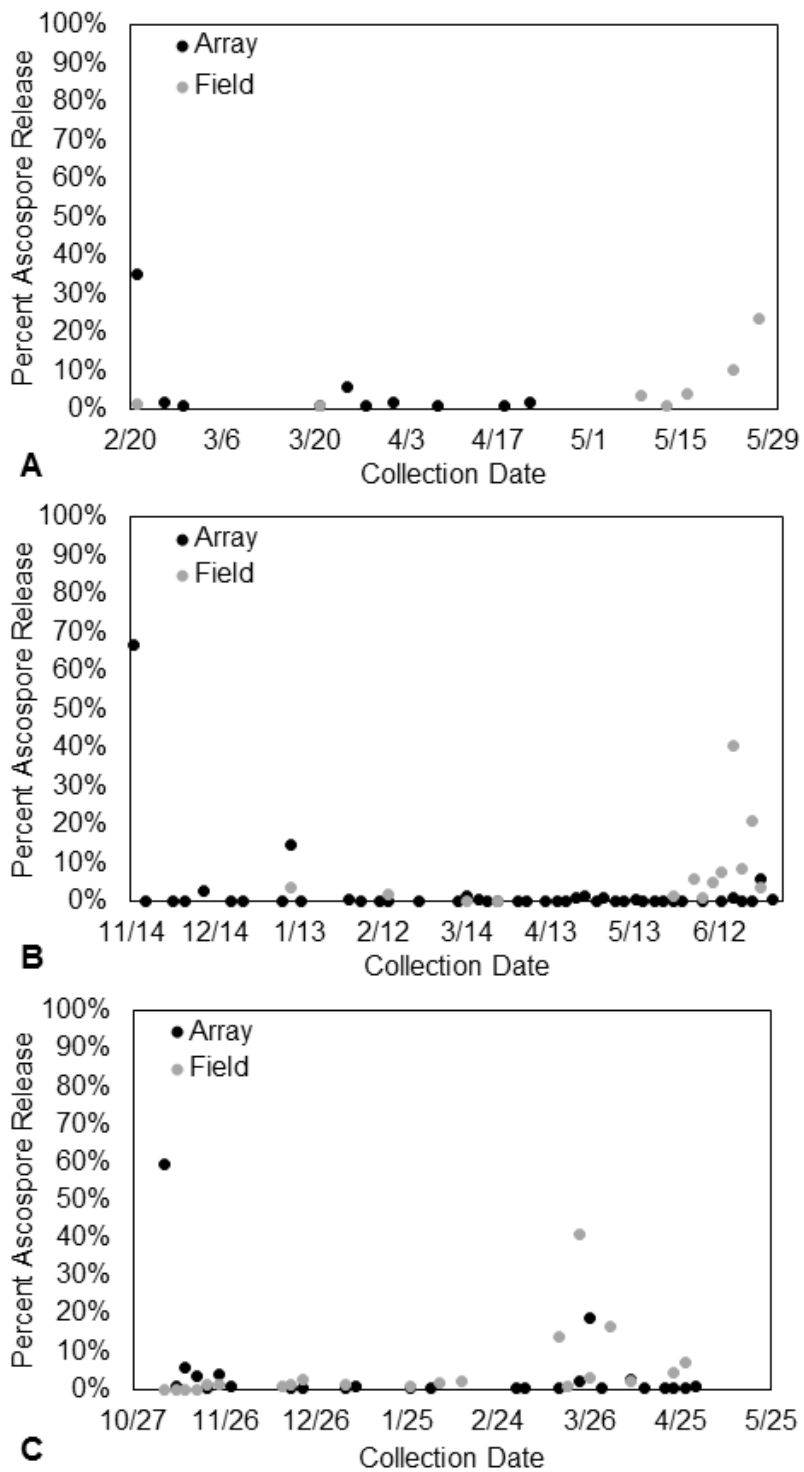 Percent Ascospore Release
100%
90%
80%
70%
60%
50%
40%
30%
20%
10%
0%
Array
Field
2/20 3/6 3/20 4/3 4/17 5/1 5/15 5/29
A
Collection Date
Percent Ascospore Release
100%
90%
80%
70%
60%
50%
40%
30%
20%
10%
0%
Array
Field
11/14 12/14 1/13 2/12 3/14 4/13 5/13 6/12
B
Collection Date
Percent Ascospore Release
100%
90%
80%
70%
60%
50%
40%
30%
20%
10%
0%
Array
Field
10/27 11/26 12/26 1/25 2/24 3/26 4/25 5/25
C
Collection Date